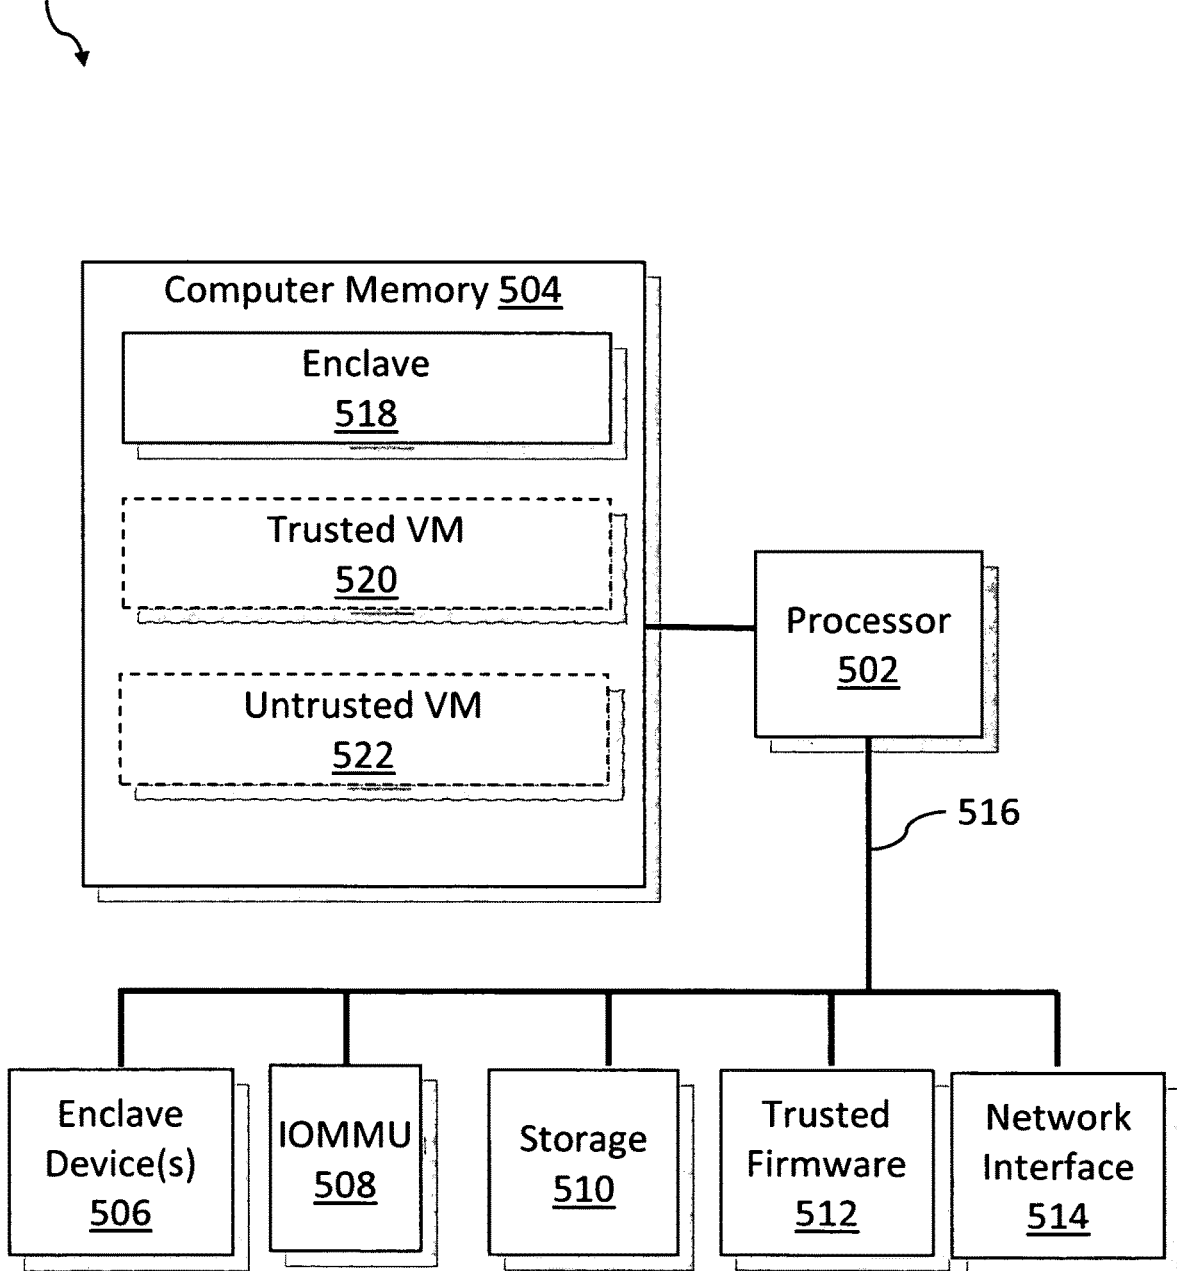 Computer Memory 504
Enclave
518
Trusted VM
520
Untrusted VM
522
Processor
502
516
Enclave
Device(s)
506
IOMMU
508
Storage
510
Trusted
Firmware
512
Network
Interface
514